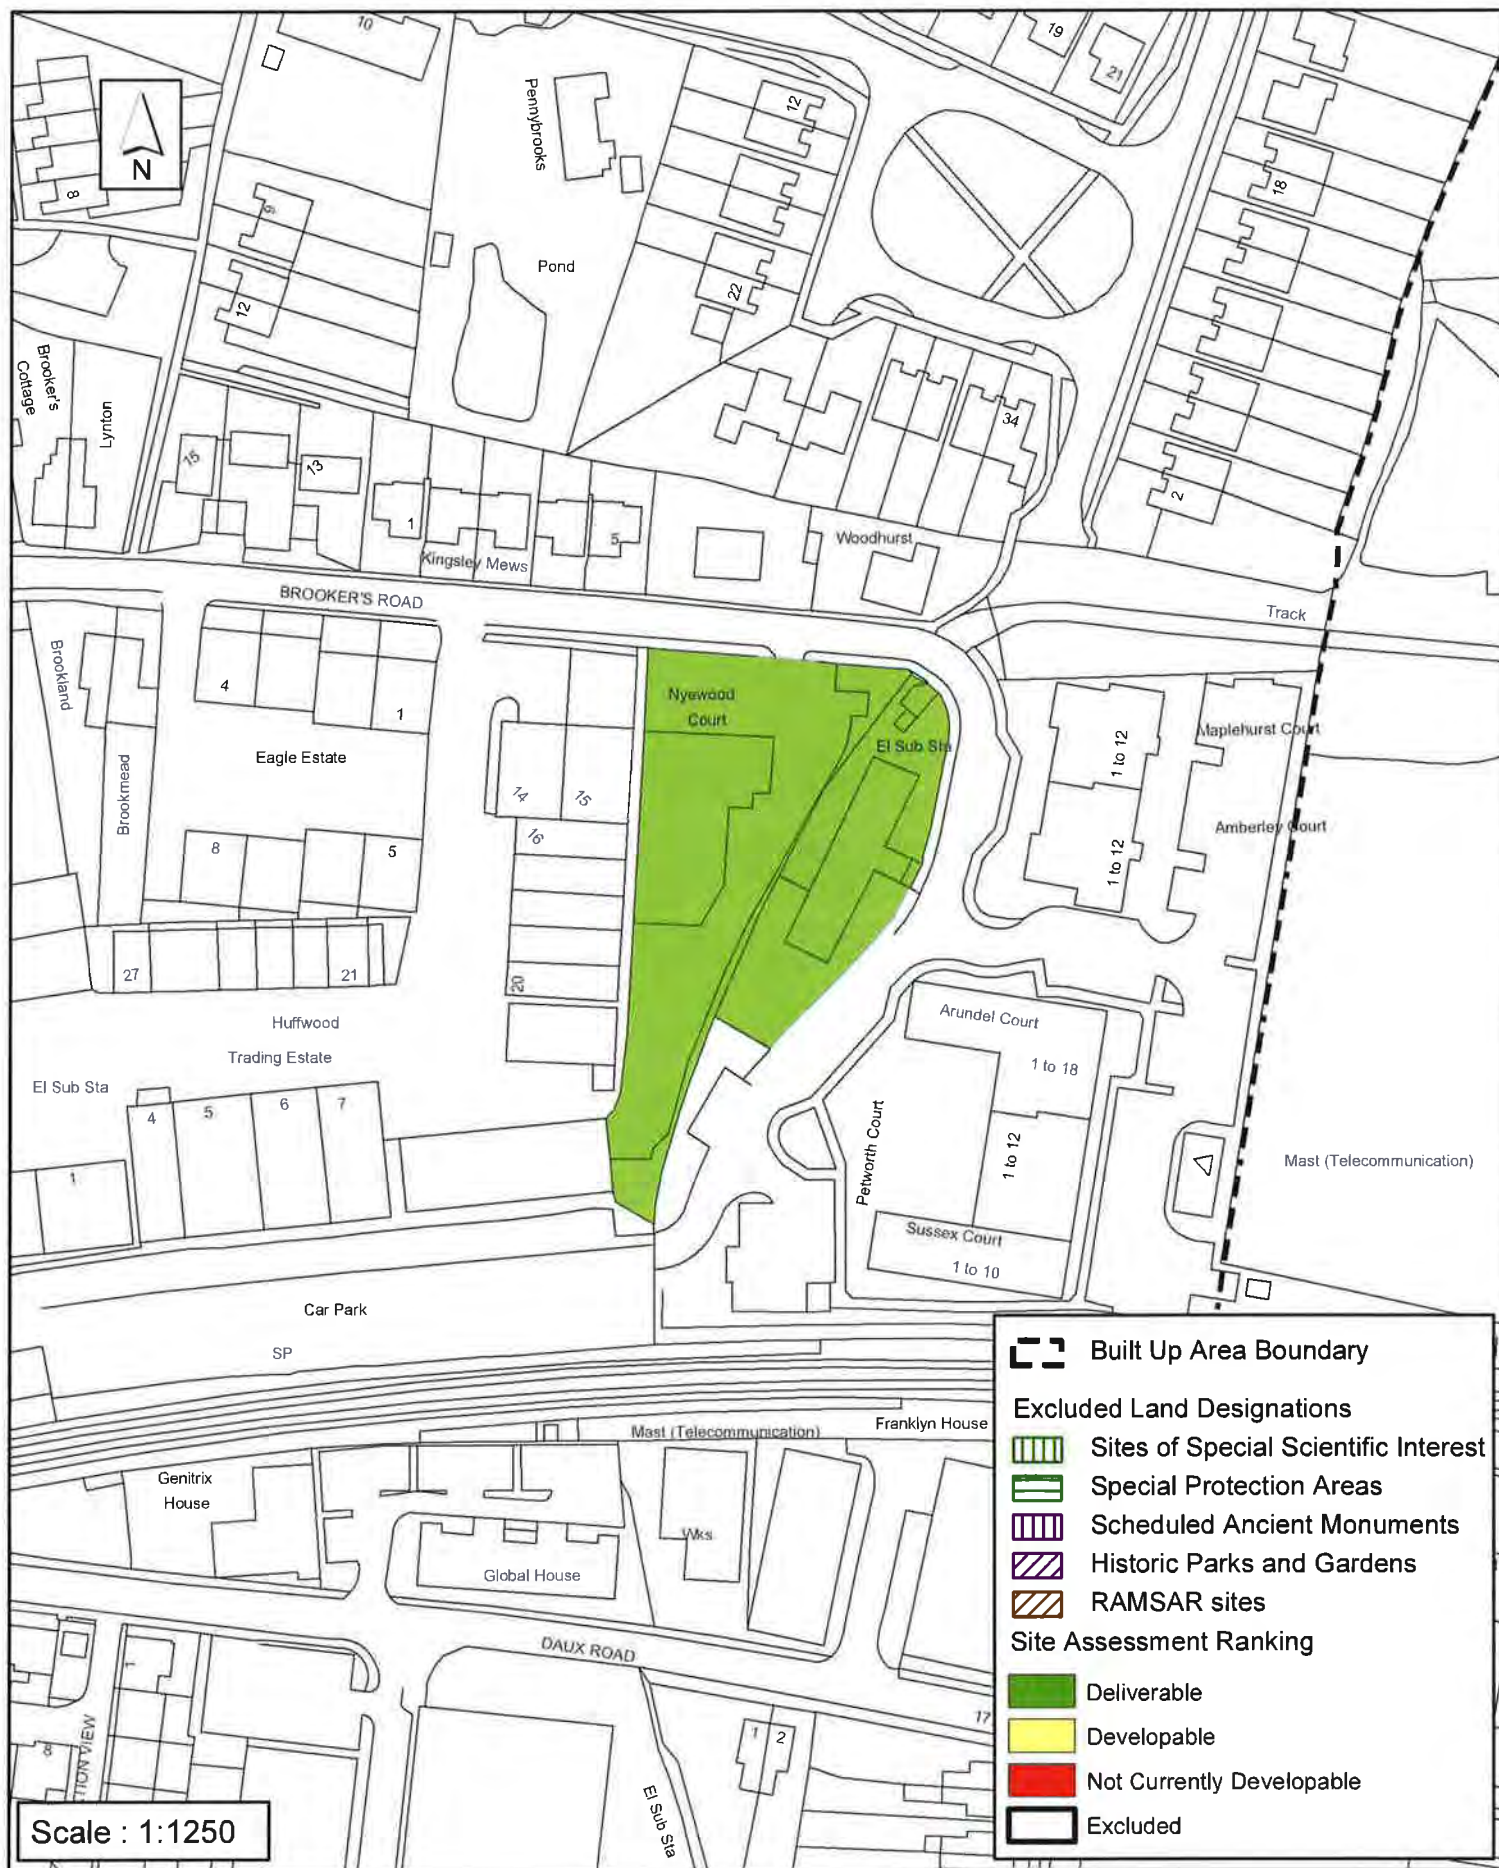 10
19
21
12
Pennybrooks
N
8
9
18
Pond
12
22
Brooker's
Cottage
Lynton
34
15
13
2
1
5
Woodhurst
Kingsley Mews
BROOKER'S ROAD
Track
Brookland
4
1
Nyewood
Court
Maplehurst Court
El Sub Sta
1 to 12
Eagle Estate
Brookmead
14
15
16
Amberley Court
8
5
1 to 12
27
21
20
Huffwood
Arundel Court
Trading Estate
1 to 18
El Sub Sta
4
5
6
7
Petworth Court
1 to 12
Mast (Telecommunication)
1
Sussex Court
1 to 10
Car Park
SP
Mast (Telecommunication)
Franklyn House
Genitrix
House
Wks
Global House
DAUX ROAD
1
17
1
2
8
TION VIEW
El Sub Sta
Scale : 1:1250
Built Up Area Boundary
Excluded Land Designations
Sites of Special Scientific Interest
Special Protection Areas
Scheduled Ancient Monuments
Historic Parks and Gardens
RAMSAR sites
Site Assessment Ranking
Deliverable
Developable
Not Currently Developable
Excluded